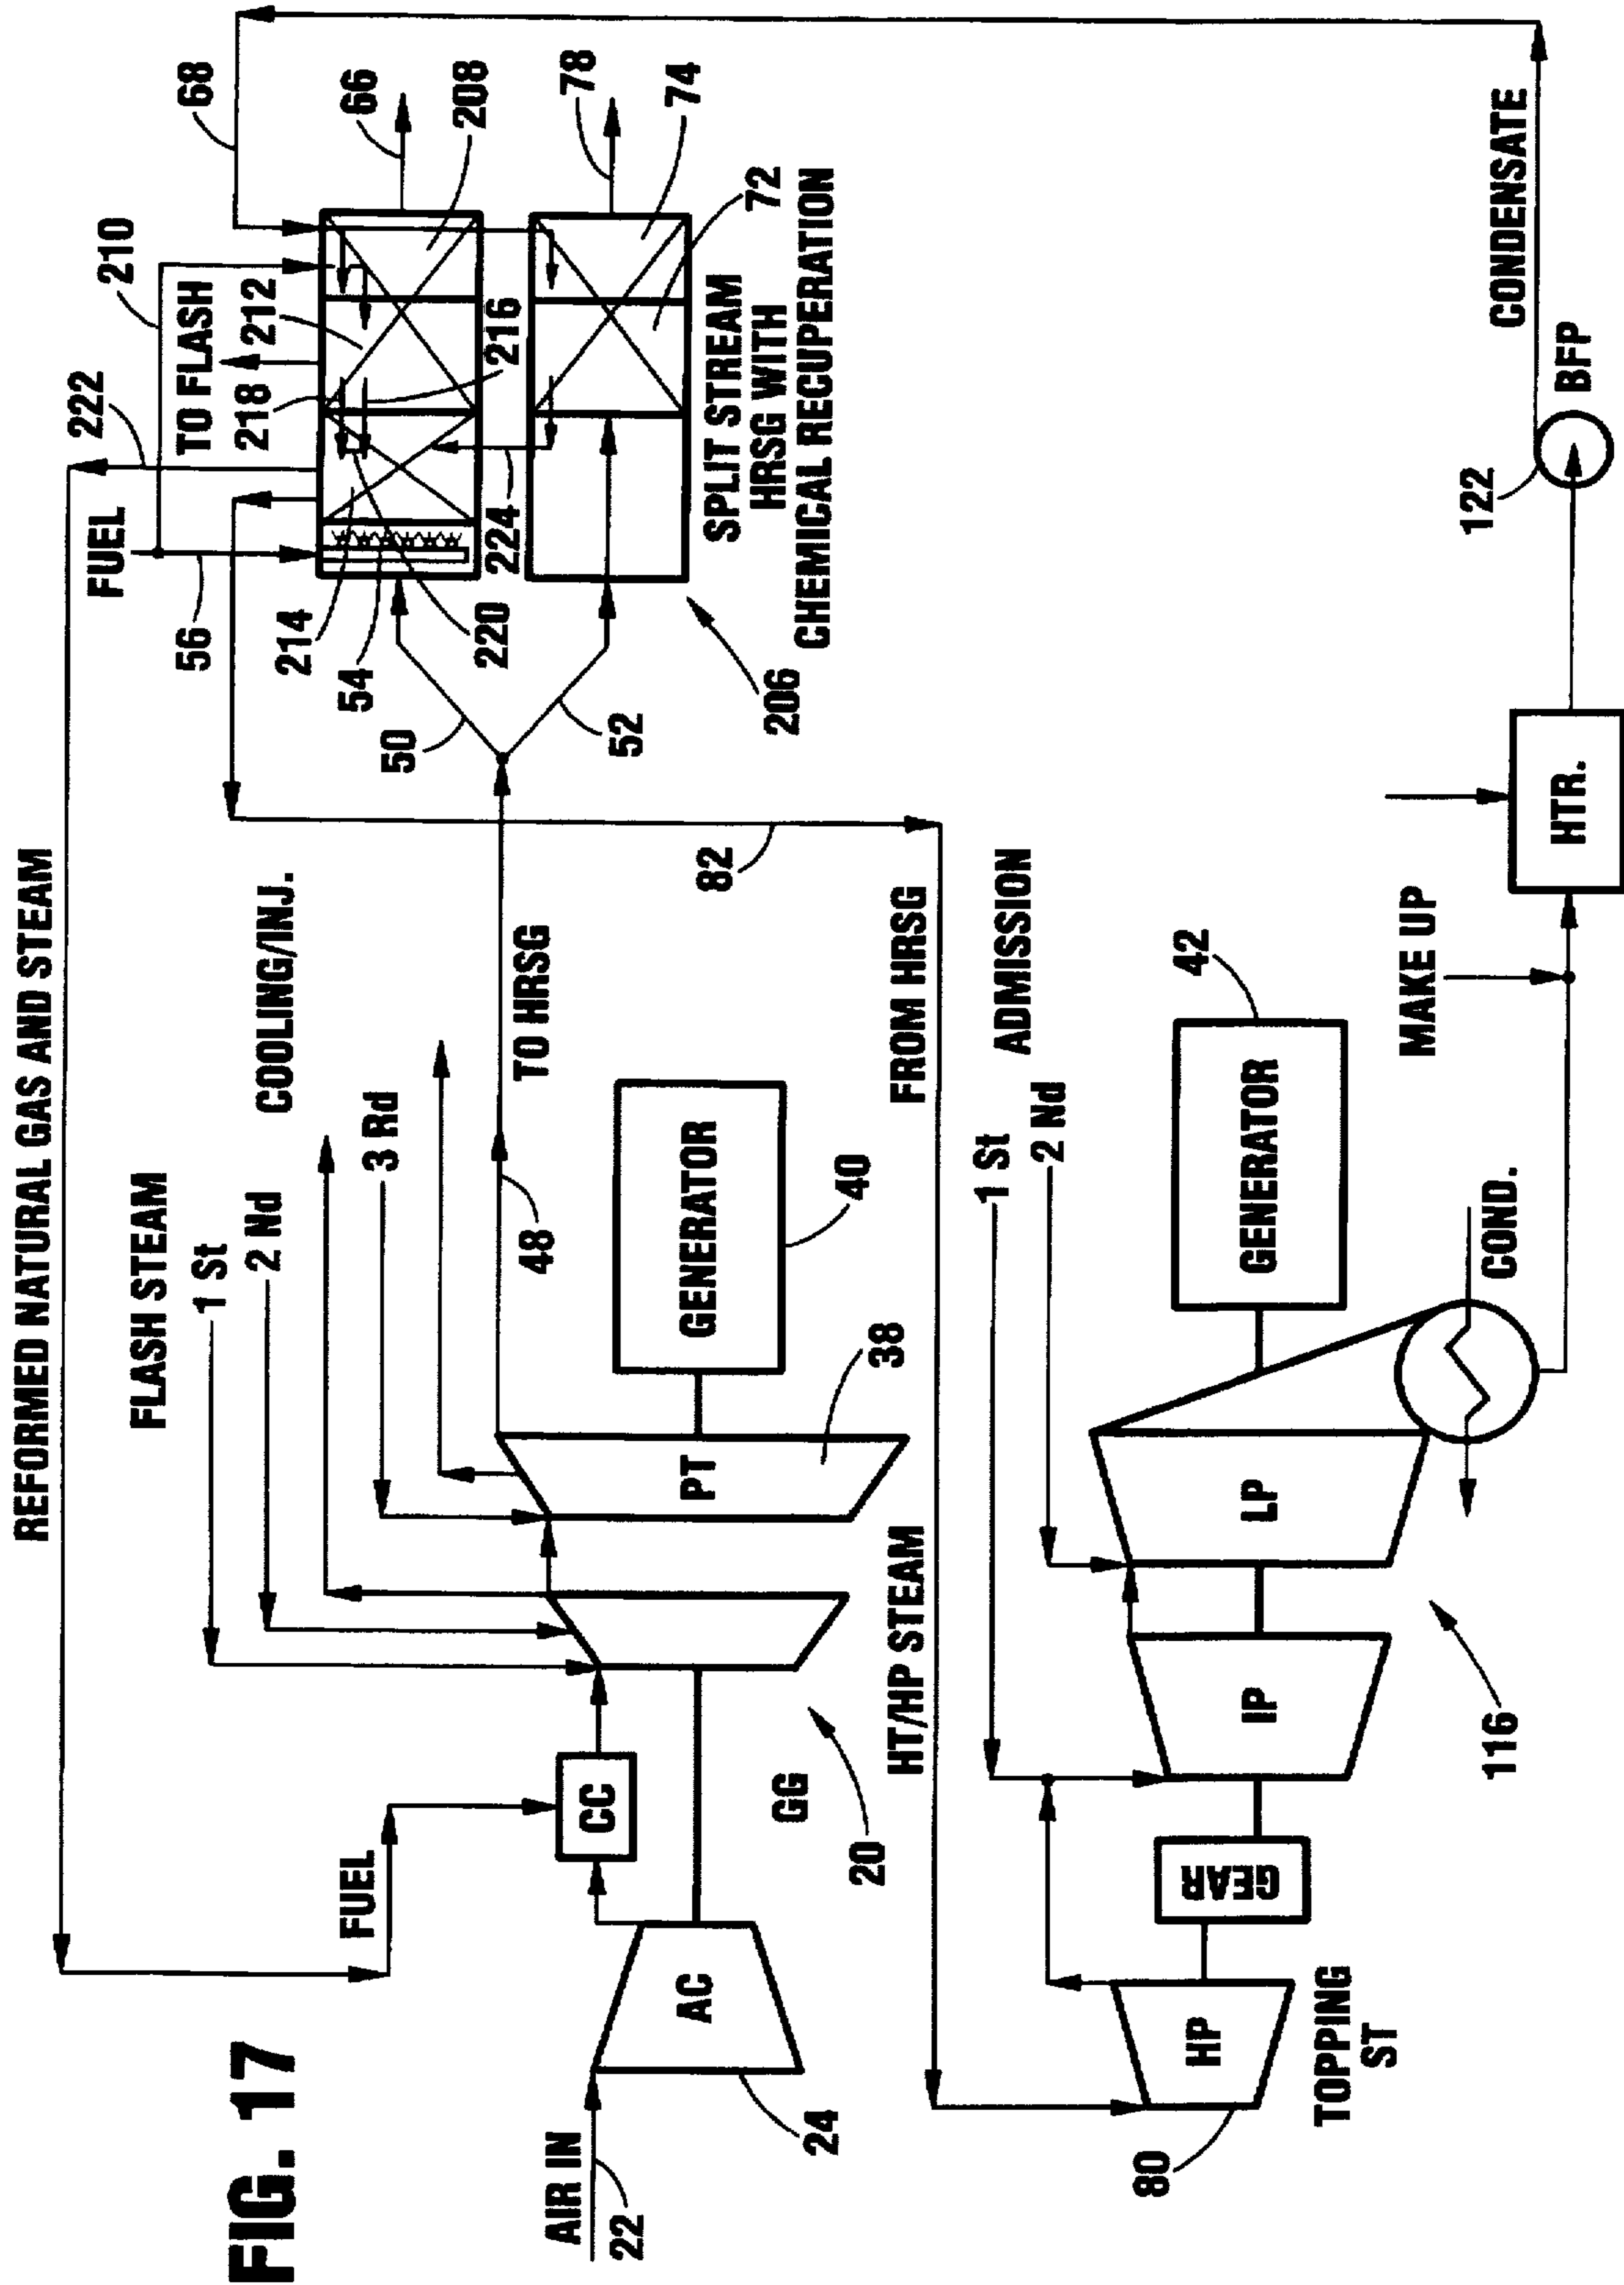 FIG. 17
REFORMED NATURAL GAS AND STEAM
FLASH STEAM
1 St
2 Nd
COOLING/INJ.
3 Rd
FUEL
AIR IN
22
24
AC
CC
GG
20
PT
38
GENERATOR
40
48
TO HRSG
50
52
FUEL
56
222
TO FLASH
210
68
218
212
216
66
208
214
54
220
224
78
74
72
206
SPLIT STREAM
HRSG WITH
CHEMICAL RECUPERATION
82
HT/HP STEAM
FROM HRSG
ADMISSION
1 St
2 Nd
HP
80
TOPPING
ST
GEAR
IP
LP
116
GENERATOR
42
COND.
MAKE UP
HTR.
122
BFP
CONDENSATE